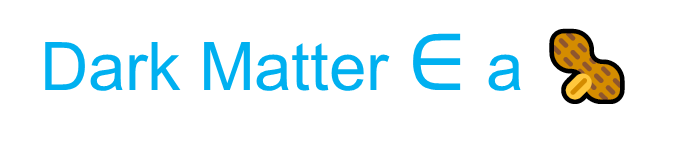 Dark Matter ∈ a 🥜